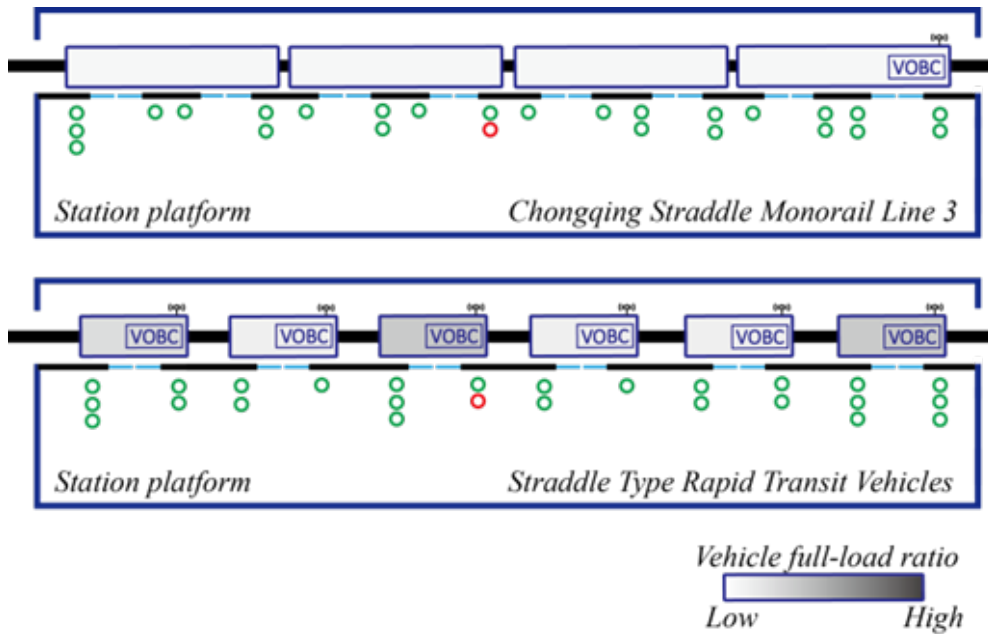 VOBC
Station platform Chongqing Straddle Monorail Line 3
VOBC VOBC VOBC VOBC VOBC VOBC
Station platform Straddle Type Rapid Transit Vehicles
Vehicle full-load ratio
Low High